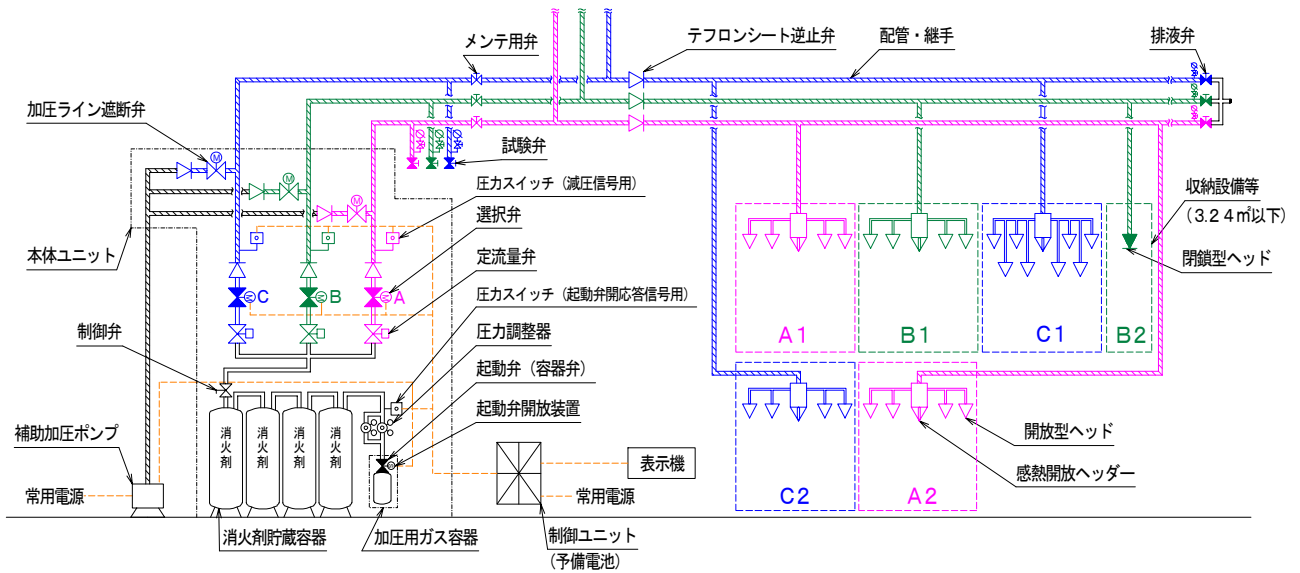 メンテ用弁
テフロンシート逆止弁
配管・継手
排液弁
加圧ライン遮断弁
試験弁
圧力スイッチ（減圧信号用）
選択弁
定流量弁
圧力スイッチ（起動弁開応答信号用）
圧力調整器
起動弁（容器弁）
起動弁開放装置
本体ユニット
制御弁
補助加圧ポンプ
常用電源
消火剤貯蔵容器
加圧用ガス容器
制御ユニット
（予備電池）
常用電源
表示機
収納設備等
（3.24㎡以下）
閉鎖型ヘッド
開放型ヘッド
感熱開放ヘッダー
M
M
M
C
B
A
M
M
M
M
消火剤
消火剤
消火剤
消火剤
A1
B1
C1
B2
C2
A2